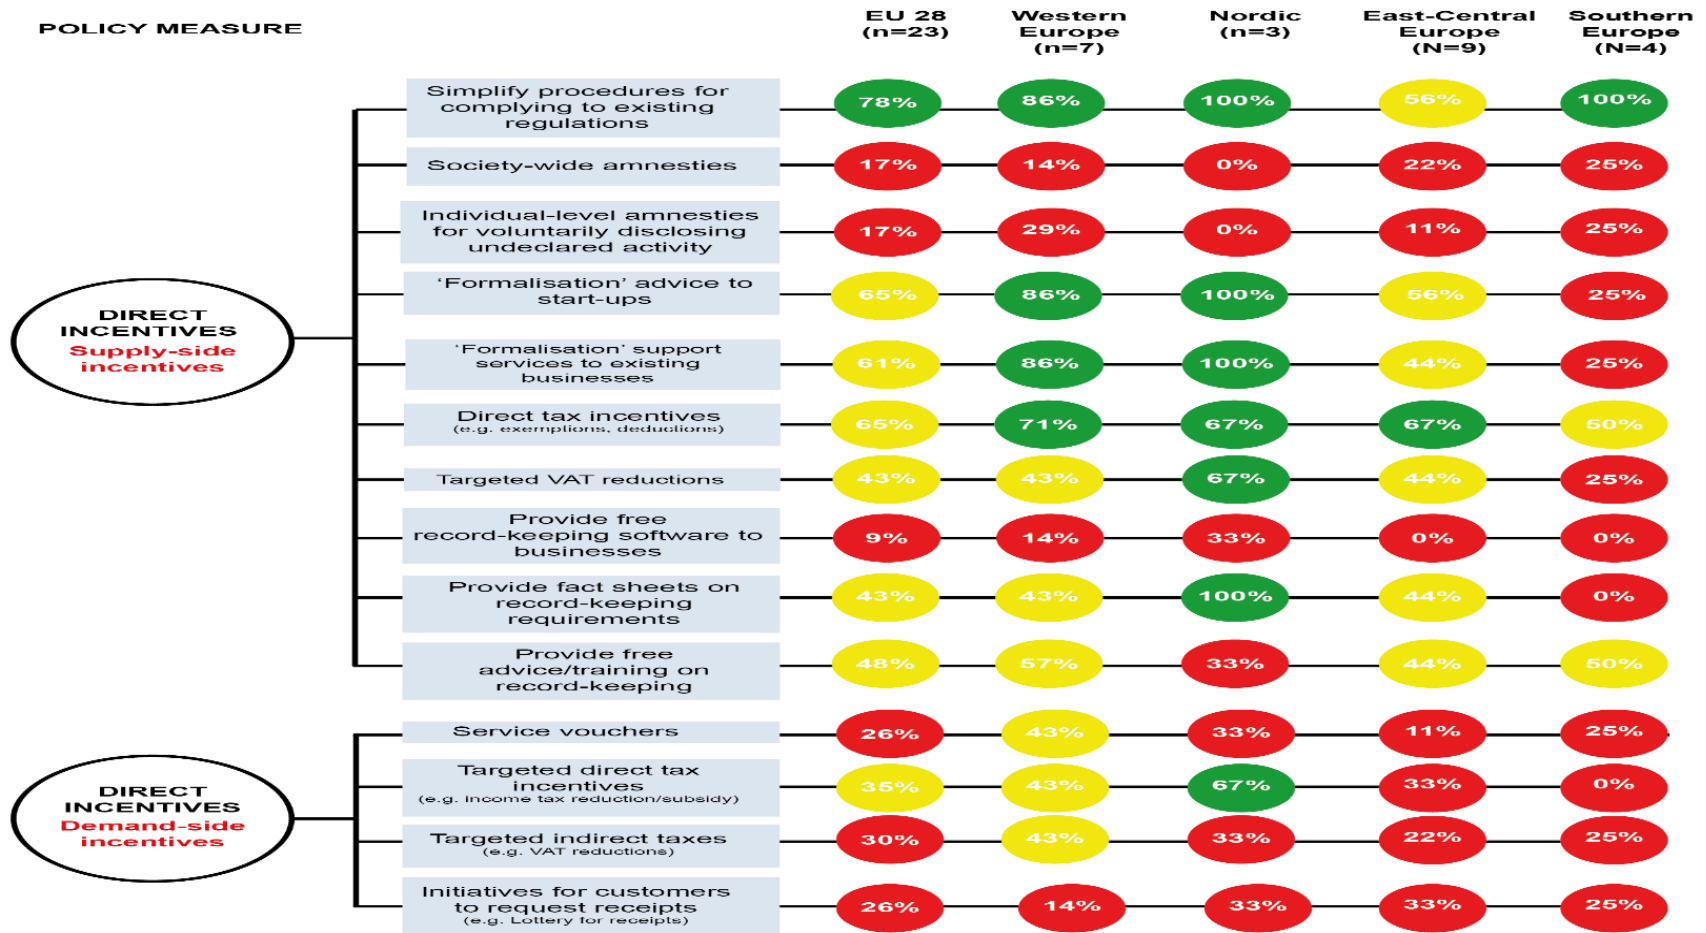 POLICY MEASURE
EU 28
(n=23)
Western
Europe
(n=7)
Nordic
(n=3)
East-Central
Europe
(N=9)
Southern
Europe
(N=4)
DIRECT
INCENTIVES
Supply-side
incentives
Simplify procedures for
complying to existing
regulations
78% 86% 100% 56% 100%
Society-wide amnesties
17% 14% 0% 22% 25%
Individual-level amnesties
for voluntarily disclosing
undeclared activity
17% 29% 0% 11% 25%
‘Formalisation’ advice to
start-ups
65% 86% 100% 56% 25%
‘Formalisation’ support
services to existing
businesses
61% 86% 100% 44% 25%
Direct tax incentives
(e.g. exemptions, deductions)
65% 71% 67% 67% 50%
Targeted VAT reductions
43% 43% 67% 44% 25%
Provide free
record-keeping software to
businesses
9% 14% 33% 0% 0%
Provide fact sheets on
record-keeping
requirements
43% 43% 100% 44% 0%
Provide free
advice/training on
record-keeping
48% 57% 33% 44% 50%
DIRECT
INCENTIVES
Demand-side
incentives
Service vouchers
26% 43% 33% 11% 25%
Targeted direct tax
incentives
(e.g. income tax reduction/subsidy)
35% 43% 67% 33% 0%
Targeted indirect taxes
(e.g. VAT reductions)
30% 43% 33% 22% 25%
Initiatives for customers
to request receipts
(e.g. Lottery for receipts)
26% 14% 33% 33% 25%